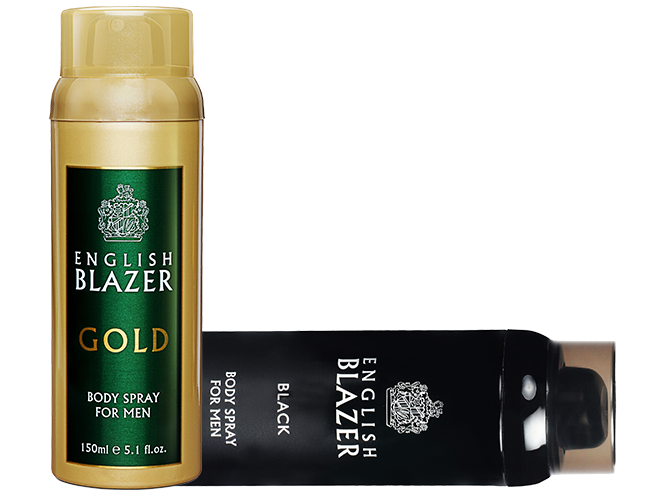 ENGLISH
BLAZER
GOLD
BODY SPRAY
FOR MEN
150ml ℮ 5.1 fl.oz.
ENGLISH
BLAZER
BLACK
BODY SPRAY
FOR MEN